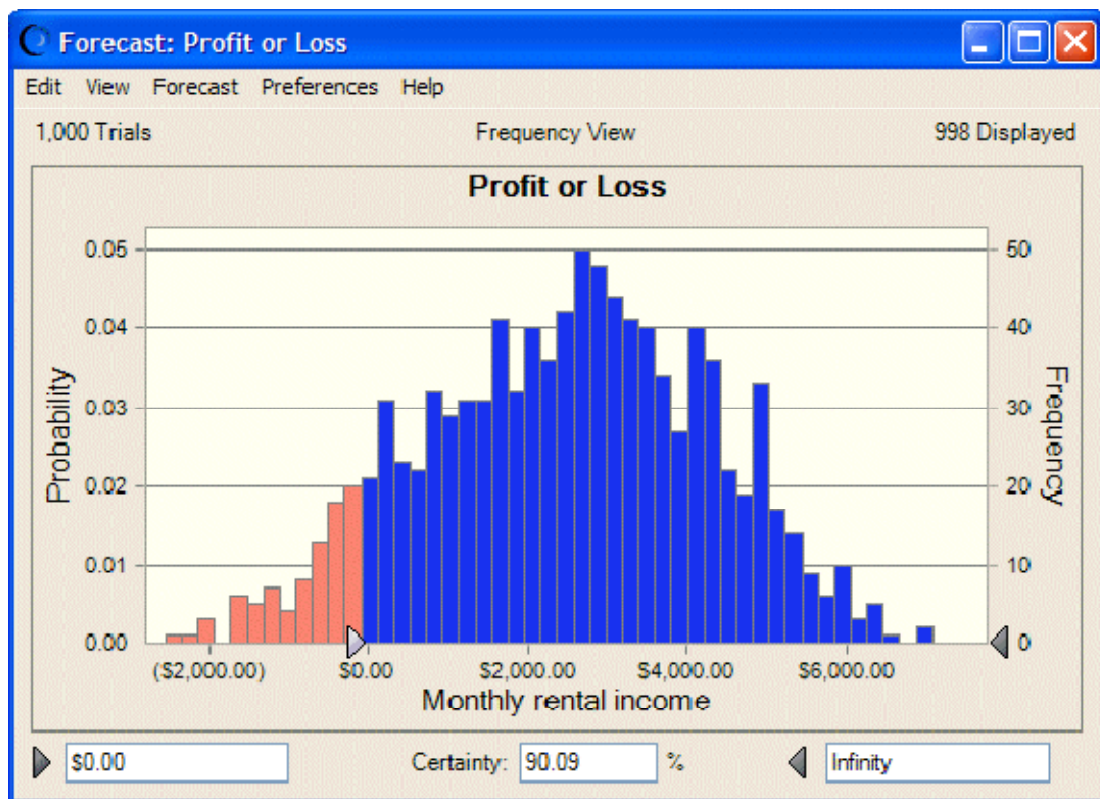 Forecast: Profit or Loss
Edit View Forecast Preferences Help
1,000 Trials Frequency View 998 Displayed
Profit or Loss
0.05 50
0.04 40
0.03 30
0.02 20
0.01 10
0.00 0
Probability
Frequency
($2,000.00) $0.00 $2,000.00 $4,000.00 $6,000.00
Monthly rental income
$0.00 Certainty: 90.09 % Infinity